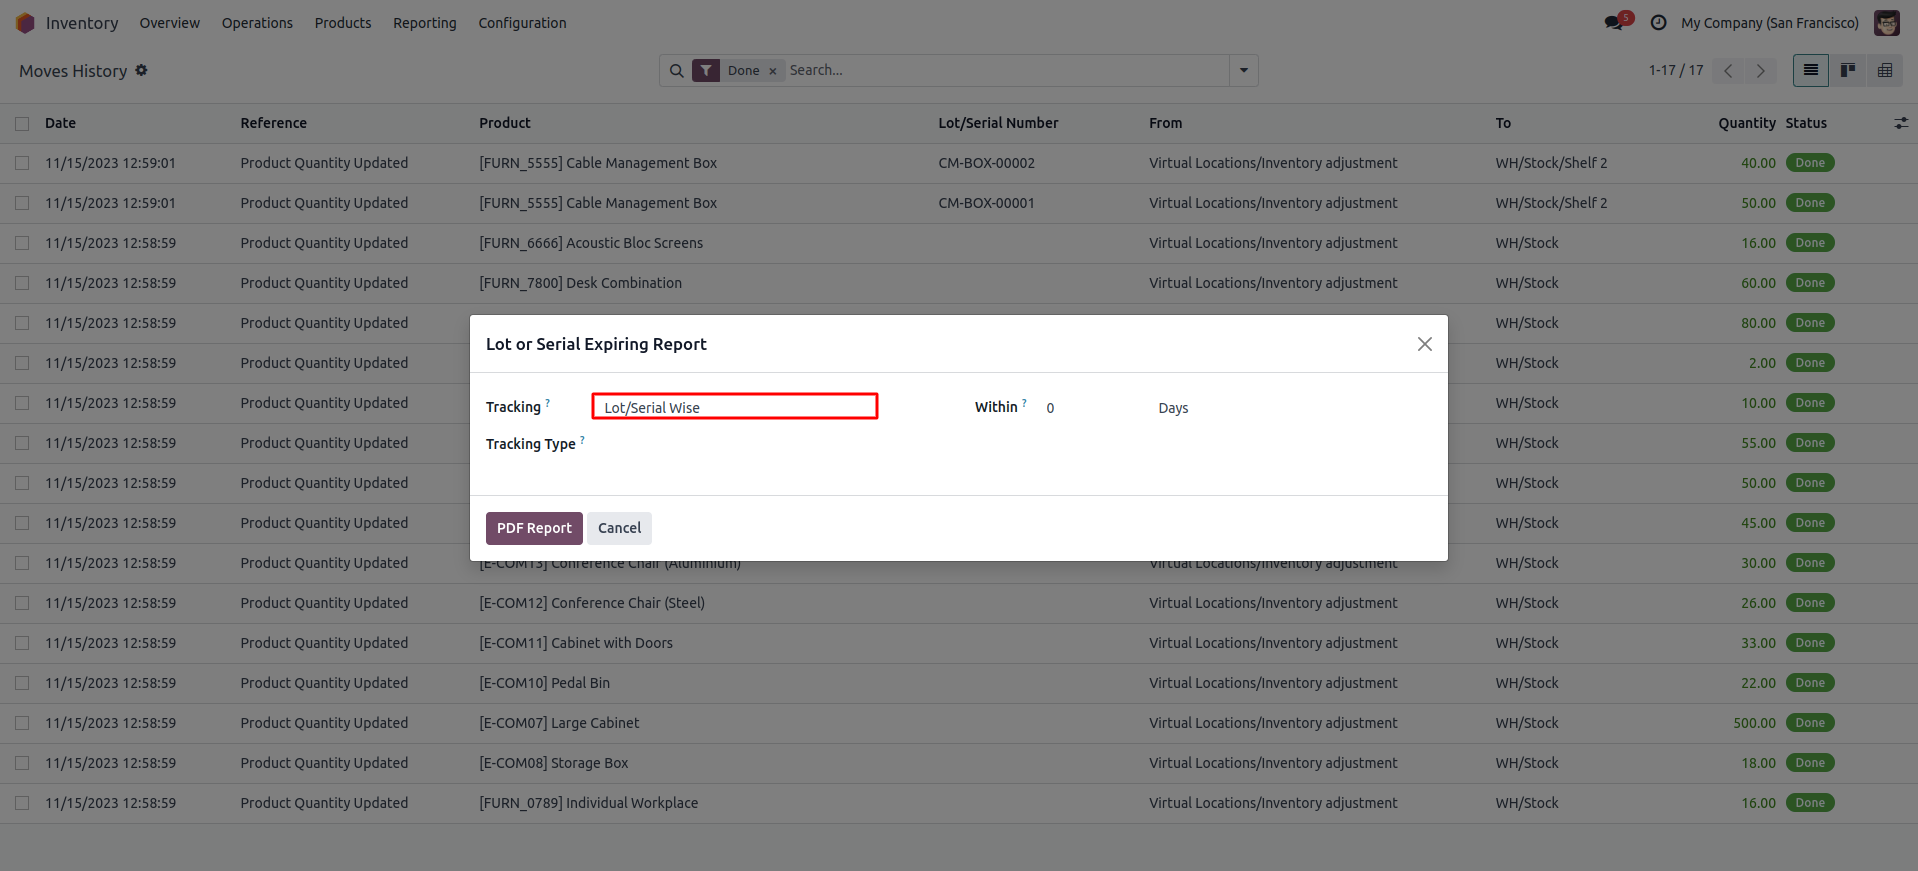 Inventory Overview Operations Products Reporting Configuration 5 My Company (San Francisco)
Moves History Done × Search... 1-17 / 17
Date Reference Product Lot/Serial Number From To Quantity Status
11/15/2023 12:59:01 Product Quantity Updated [FURN_5555] Cable Management Box CM-BOX-00002 Virtual Locations/Inventory adjustment WH/Stock/Shelf 2 40.00 Done
11/15/2023 12:59:01 Product Quantity Updated [FURN_5555] Cable Management Box CM-BOX-00001 Virtual Locations/Inventory adjustment WH/Stock/Shelf 2 50.00 Done
11/15/2023 12:58:59 Product Quantity Updated [FURN_6666] Acoustic Bloc Screens Virtual Locations/Inventory adjustment WH/Stock 16.00 Done
11/15/2023 12:58:59 Product Quantity Updated [FURN_7800] Desk Combination Virtual Locations/Inventory adjustment WH/Stock 60.00 Done
11/15/2023 12:58:59 Product Quantity Updated WH/Stock 80.00 Done
11/15/2023 12:58:59 Product Quantity Updated WH/Stock 2.00 Done
11/15/2023 12:58:59 Product Quantity Updated WH/Stock 10.00 Done
11/15/2023 12:58:59 Product Quantity Updated WH/Stock 55.00 Done
11/15/2023 12:58:59 Product Quantity Updated WH/Stock 50.00 Done
11/15/2023 12:58:59 Product Quantity Updated WH/Stock 45.00 Done
11/15/2023 12:58:59 Product Quantity Updated [E-COM13] Conference Chair (Aluminium) Virtual Locations/Inventory adjustment WH/Stock 30.00 Done
11/15/2023 12:58:59 Product Quantity Updated [E-COM12] Conference Chair (Steel) Virtual Locations/Inventory adjustment WH/Stock 26.00 Done
11/15/2023 12:58:59 Product Quantity Updated [E-COM11] Cabinet with Doors Virtual Locations/Inventory adjustment WH/Stock 33.00 Done
11/15/2023 12:58:59 Product Quantity Updated [E-COM10] Pedal Bin Virtual Locations/Inventory adjustment WH/Stock 22.00 Done
11/15/2023 12:58:59 Product Quantity Updated [E-COM07] Large Cabinet Virtual Locations/Inventory adjustment WH/Stock 500.00 Done
11/15/2023 12:58:59 Product Quantity Updated [E-COM08] Storage Box Virtual Locations/Inventory adjustment WH/Stock 18.00 Done
11/15/2023 12:58:59 Product Quantity Updated [FURN_0789] Individual Workplace Virtual Locations/Inventory adjustment WH/Stock 16.00 Done
Lot or Serial Expiring Report
Tracking ? Lot/Serial Wise Within ? 0 Days
Tracking Type ?
PDF Report Cancel